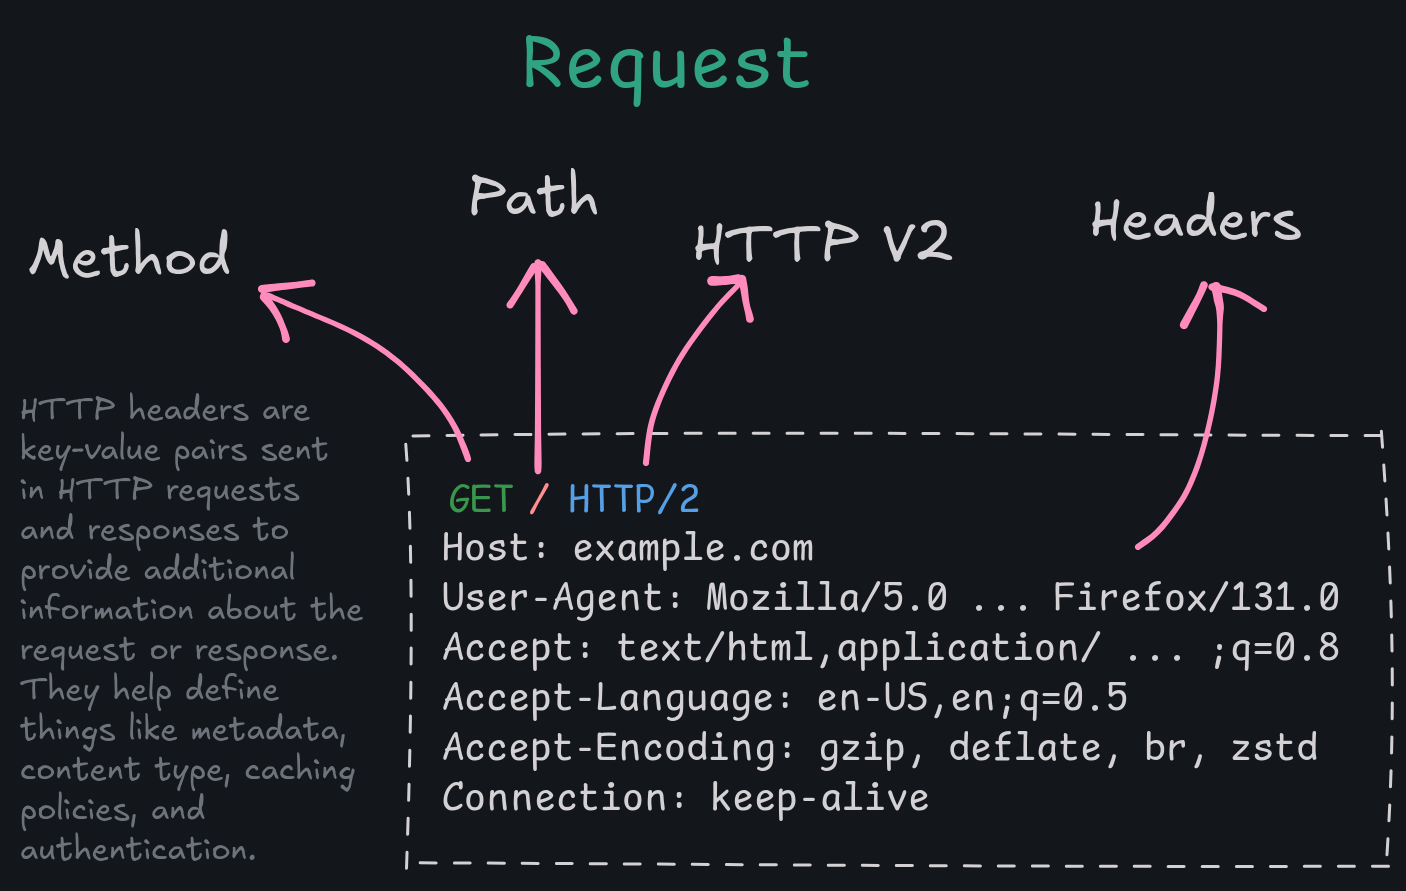 Request
Path
Method
HTTP V2
Headers
HTTP headers are
key-value pairs sent
in HTTP requests
and responses to
provide additional
information about the
request or response.
They help define
things like metadata,
content type, caching
policies, and
authentication.
GET / HTTP/2
Host: example.com
User-Agent: Mozilla/5.0 ... Firefox/131.0
Accept: text/html,application/ ... ;q=0.8
Accept-Language: en-US,en;q=0.5
Accept-Encoding: gzip, deflate, br, zstd
Connection: keep-alive